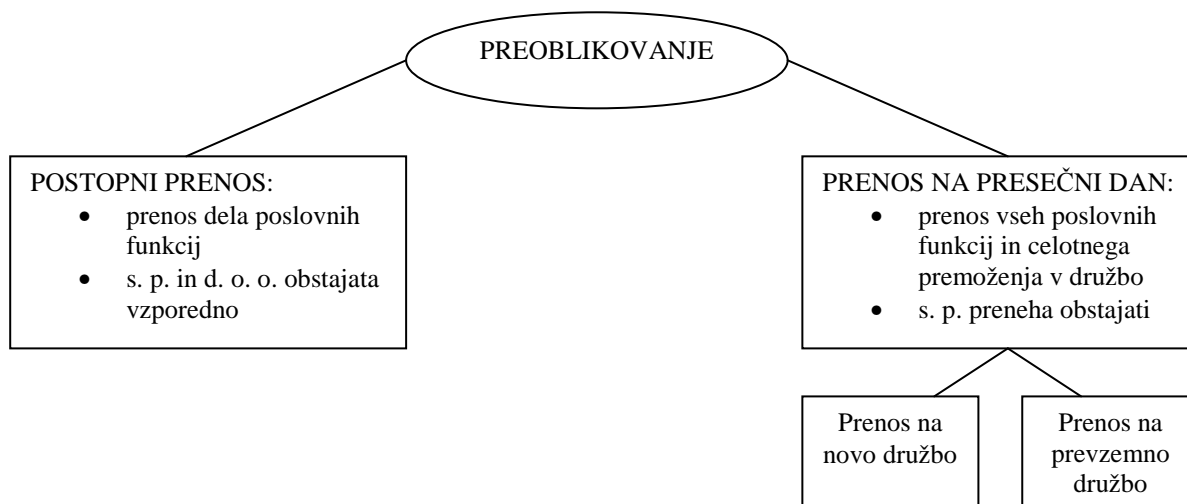 PREOBLIKOVANJE
POSTOPNI PRENOS:
• prenos dela poslovnih
funkcij
• s. p. in d. o. o. obstajata
vzporedno
PRENOS NA PRESEČNI DAN:
• prenos vseh poslovnih
funkcij in celotnega
premoženja v družbo
• s. p. preneha obstajati
Prenos na
novo družbo
Prenos na
prevzemno
družbo